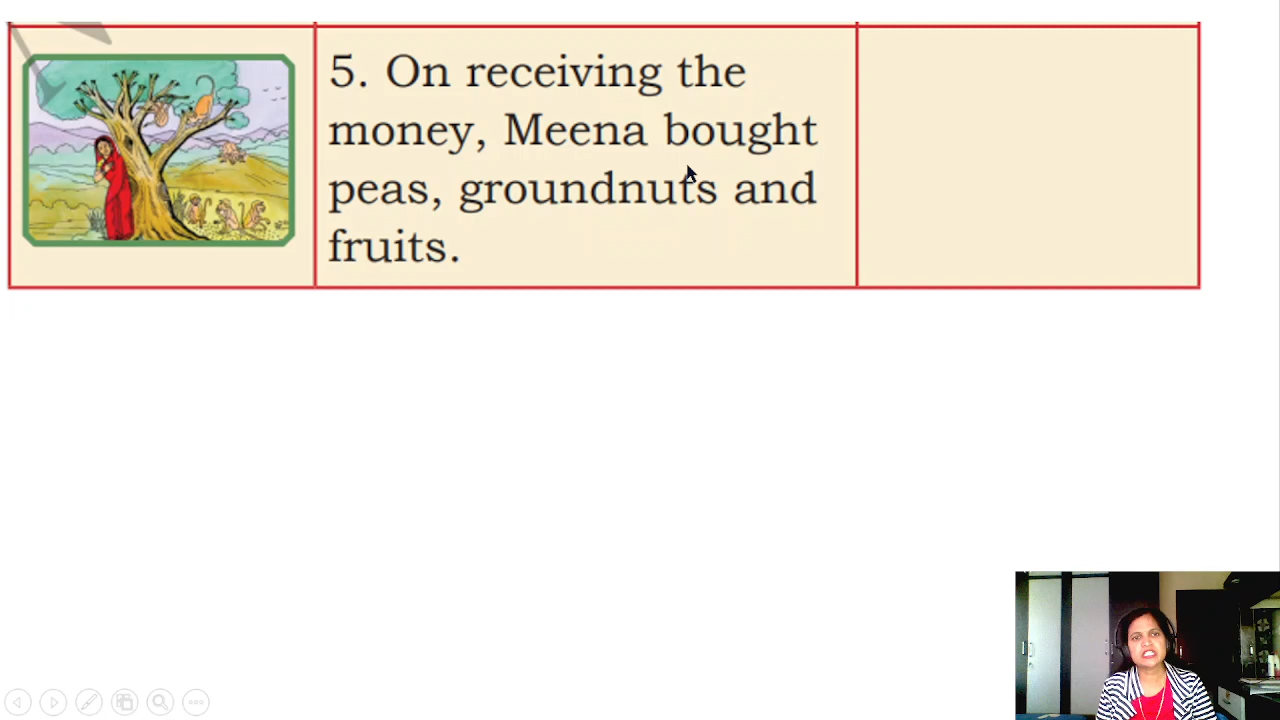 5. On receiving the
money, Meena bought
peas, groundnuts and
fruits.